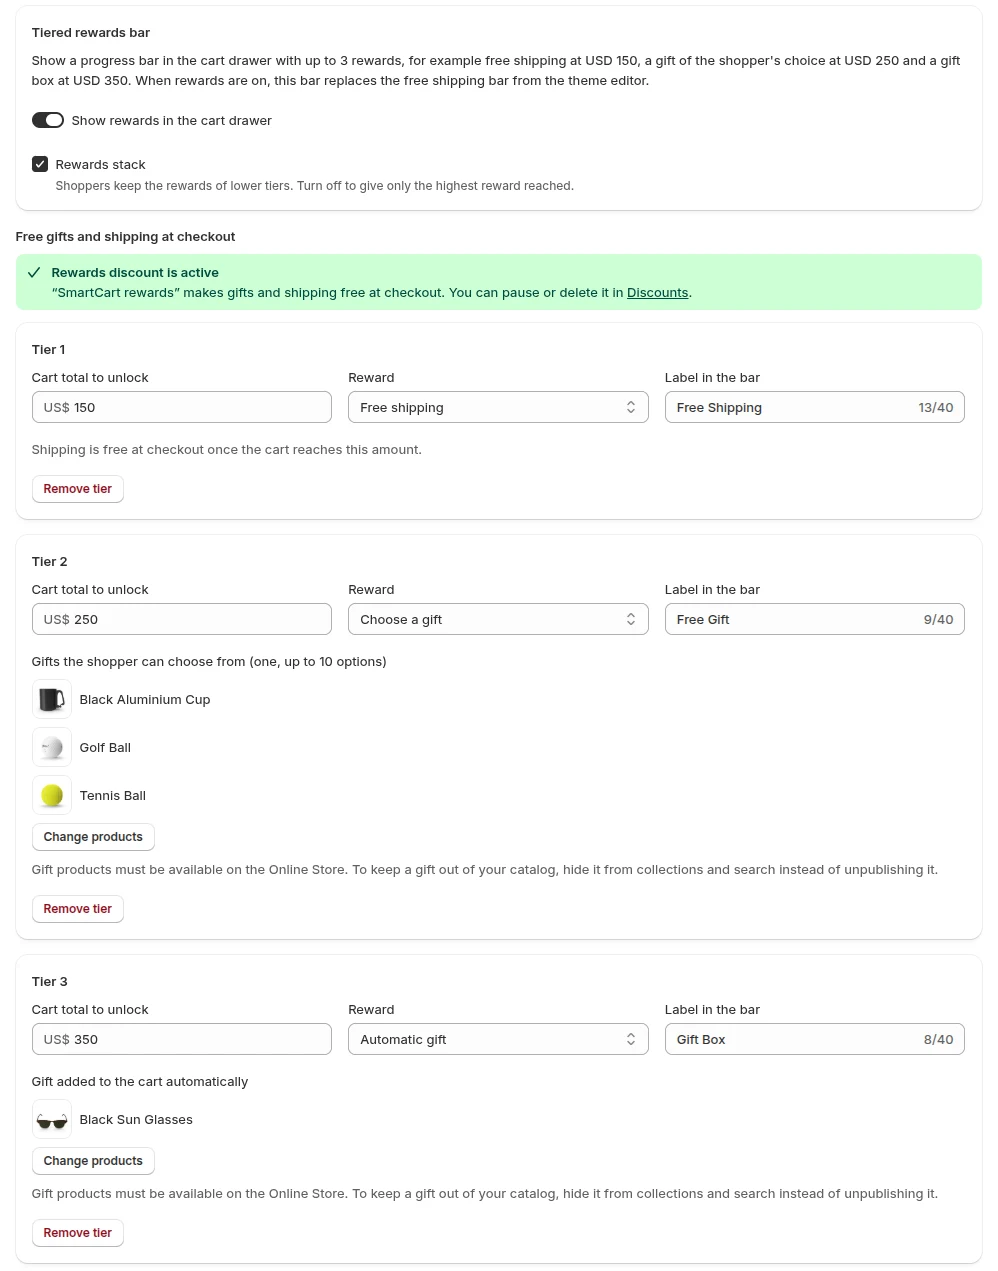 Tiered rewards bar
Show a progress bar in the cart drawer with up to 3 rewards, for example free shipping at USD 150, a gift of the shopper's choice at USD 250 and a gift
box at USD 350. When rewards are on, this bar replaces the free shipping bar from the theme editor.
Show rewards in the cart drawer
Rewards stack
Shoppers keep the rewards of lower tiers. Turn off to give only the highest reward reached.
Free gifts and shipping at checkout
Rewards discount is active
“SmartCart rewards” makes gifts and shipping free at checkout. You can pause or delete it in Discounts.
Tier 1
Cart total to unlock Reward Label in the bar
US$ 150 Free shipping Free Shipping 13/40
Shipping is free at checkout once the cart reaches this amount.
Remove tier
Tier 2
Cart total to unlock Reward Label in the bar
US$ 250 Choose a gift Free Gift 9/40
Gifts the shopper can choose from (one, up to 10 options)
Black Aluminium Cup
Golf Ball
Tennis Ball
Change products
Gift products must be available on the Online Store. To keep a gift out of your catalog, hide it from collections and search instead of unpublishing it.
Remove tier
Tier 3
Cart total to unlock Reward Label in the bar
US$ 350 Automatic gift Gift Box 8/40
Gift added to the cart automatically
Black Sun Glasses
Change products
Gift products must be available on the Online Store. To keep a gift out of your catalog, hide it from collections and search instead of unpublishing it.
Remove tier